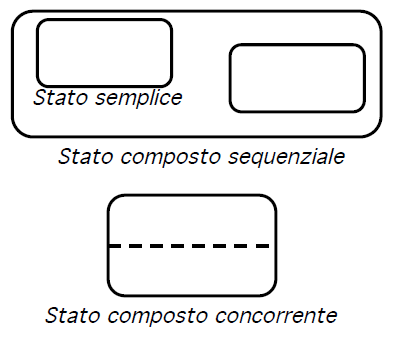 Stato semplice
Stato composto sequenziale
Stato composto concorrente